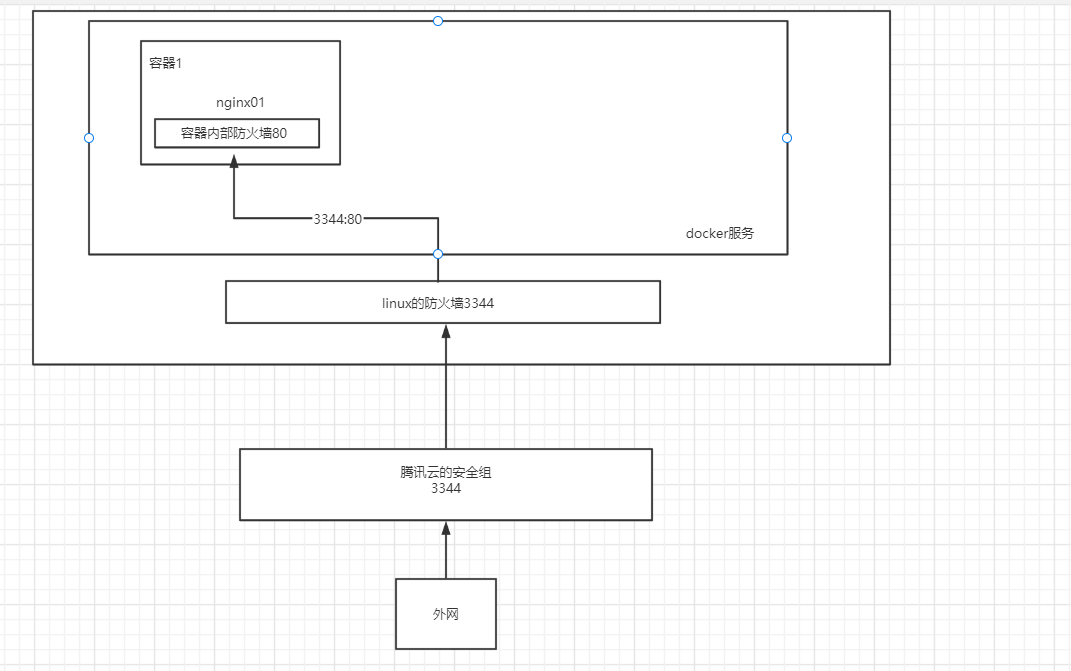 容器1
nginx01
容器内部防火墙80
3344:80
docker服务
linux的防火墙3344
腾讯云的安全组
3344
外网